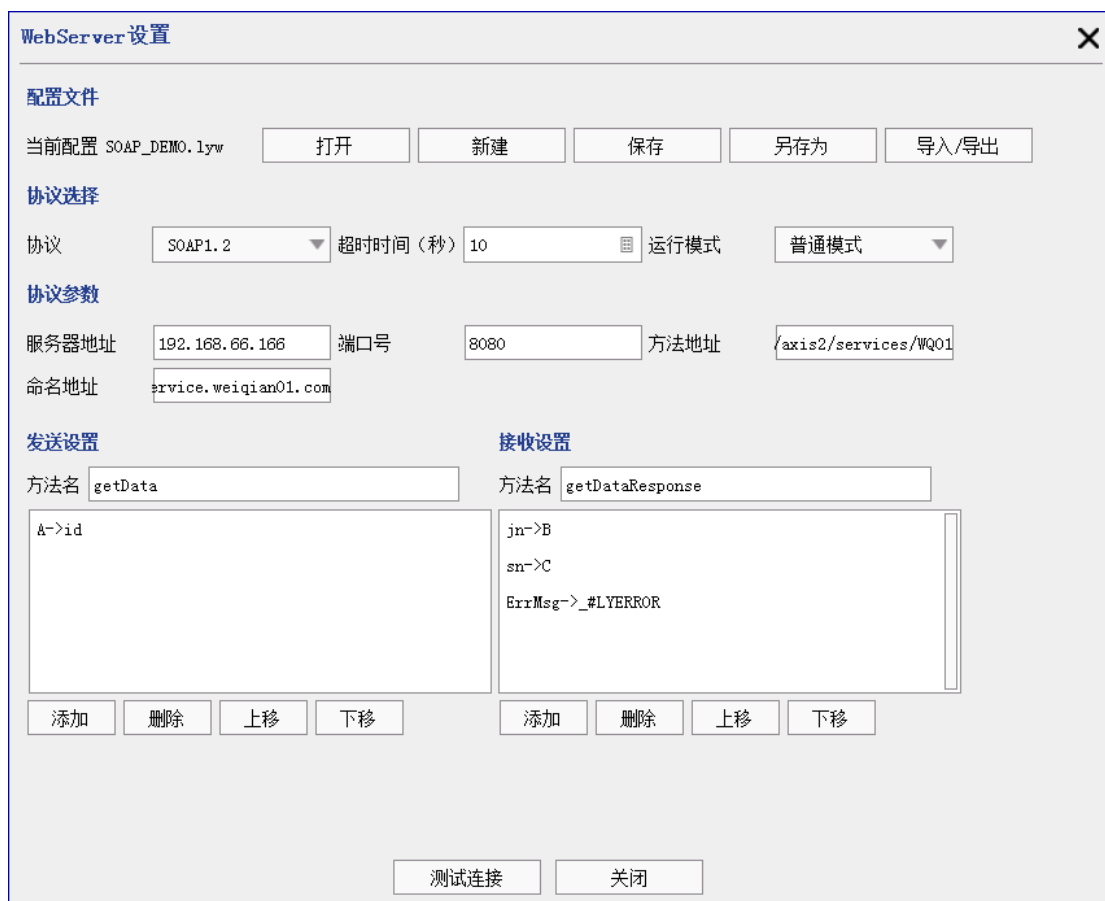 WebServer设置
配置文件
当前配置 SOAP_DEMO.lyw 打开 新建 保存 另存为 导入/导出
协议选择
协议 SOAP1.2 超时时间（秒） 10 运行模式 普通模式
协议参数
服务器地址 192.168.66.166 端口号 8080 方法地址 /axis2/services/WQ01
命名地址 ervice.weiqian01.com
发送设置 接收设置
方法名 getData 方法名 getDataResponse
A->id jn->B
sn->C
ErrMsg->_#LYERROR
添加 删除 上移 下移 添加 删除 上移 下移
测试连接 关闭